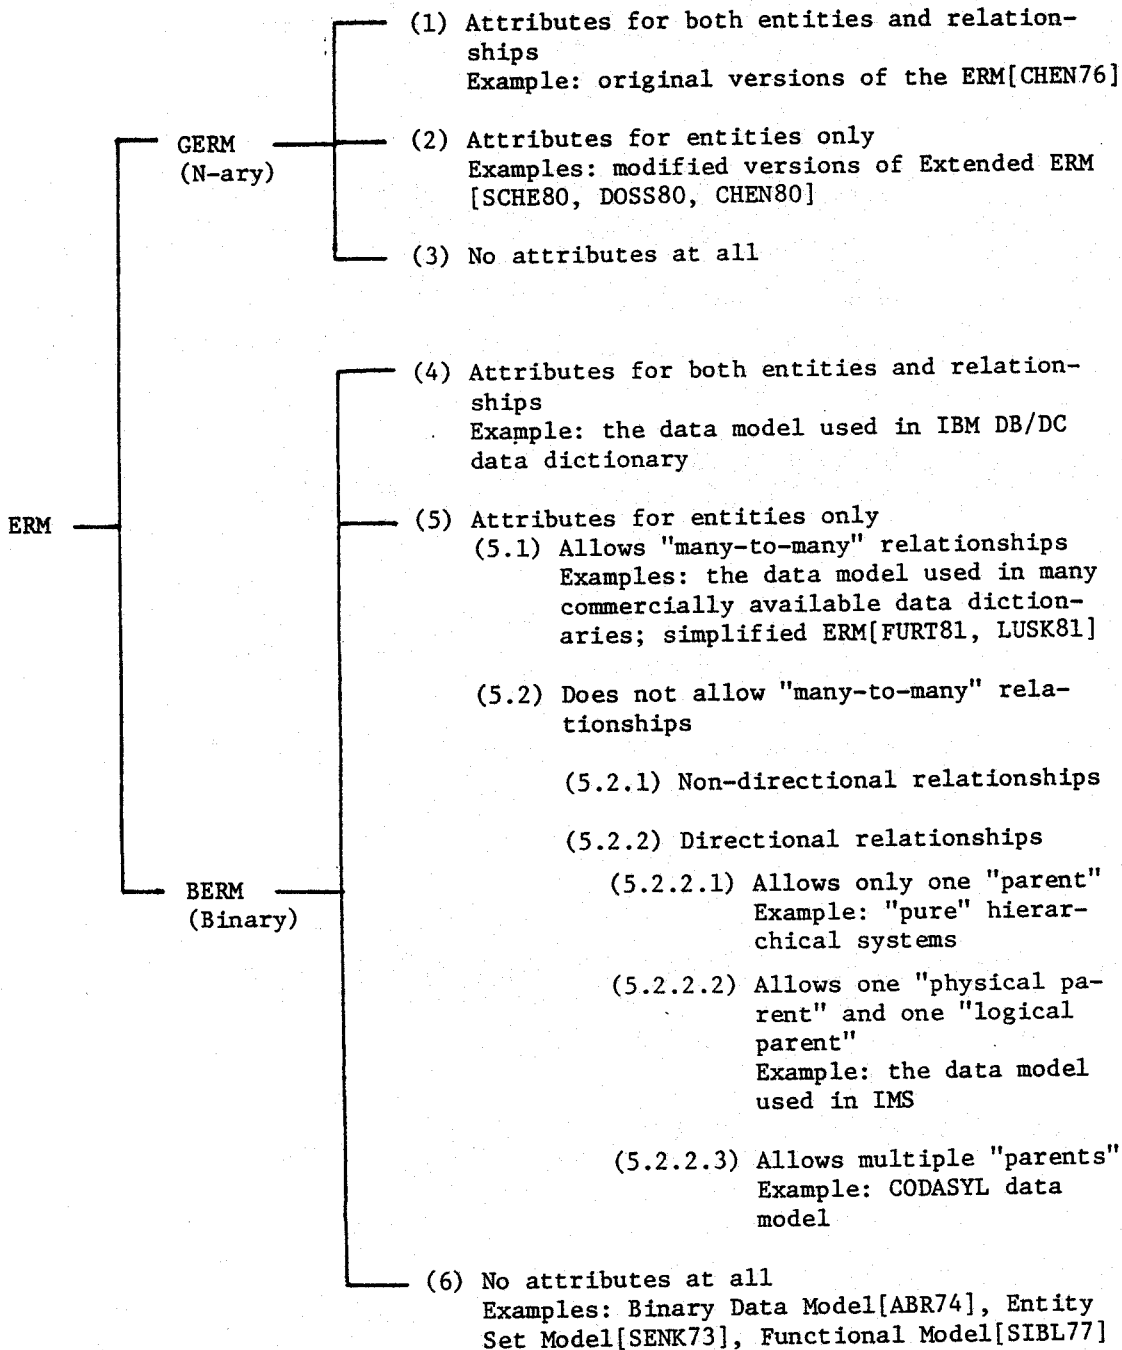 (1) Attributes for both entities and relation-
ships
Example: original versions of the ERM[CHEN76]
GERM
(N-ary)
(2) Attributes for entities only
Examples: modified versions of Extended ERM
[SCHE80, DOSS80, CHEN80]
(3) No attributes at all
(4) Attributes for both entities and relation-
ships
Example: the data model used in IBM DB/DC
data dictionary
ERM
(5) Attributes for entities only
(5.1) Allows "many-to-many" relationships
Examples: the data model used in many
commercially available data diction-
aries; simplified ERM[FURT81, LUSK81]
(5.2) Does not allow "many-to-many" rela-
tionships
(5.2.1) Non-directional relationships
(5.2.2) Directional relationships
BERM
(Binary)
(5.2.2.1) Allows only one "parent"
Example: "pure" hierar-
chical systems
(5.2.2.2) Allows one "physical pa-
rent" and one "logical
parent"
Example: the data model
used in IMS
(5.2.2.3) Allows multiple "parents"
Example: CODASYL data
model
(6) No attributes at all
Examples: Binary Data Model[ABR74], Entity
Set Model[SENK73], Functional Model[SIBL77]